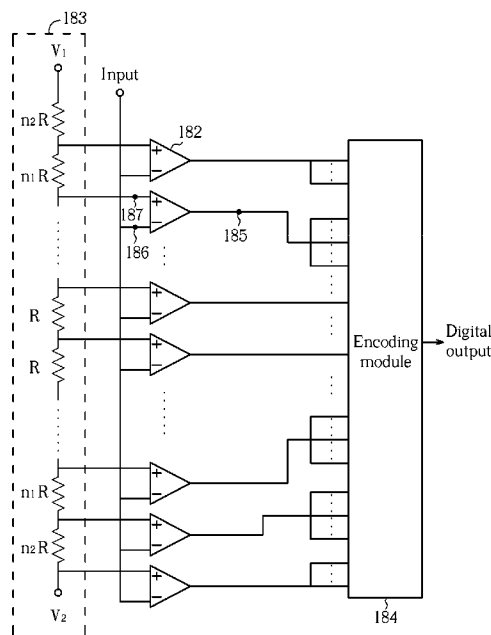 183
V1
Input
n2R
182
n1R
187
185
186
R
Encoding module
Digital output
R
n1R
n2R
V2
184
+
−
+
−
+
−
+
−
+
−
+
−
+
−